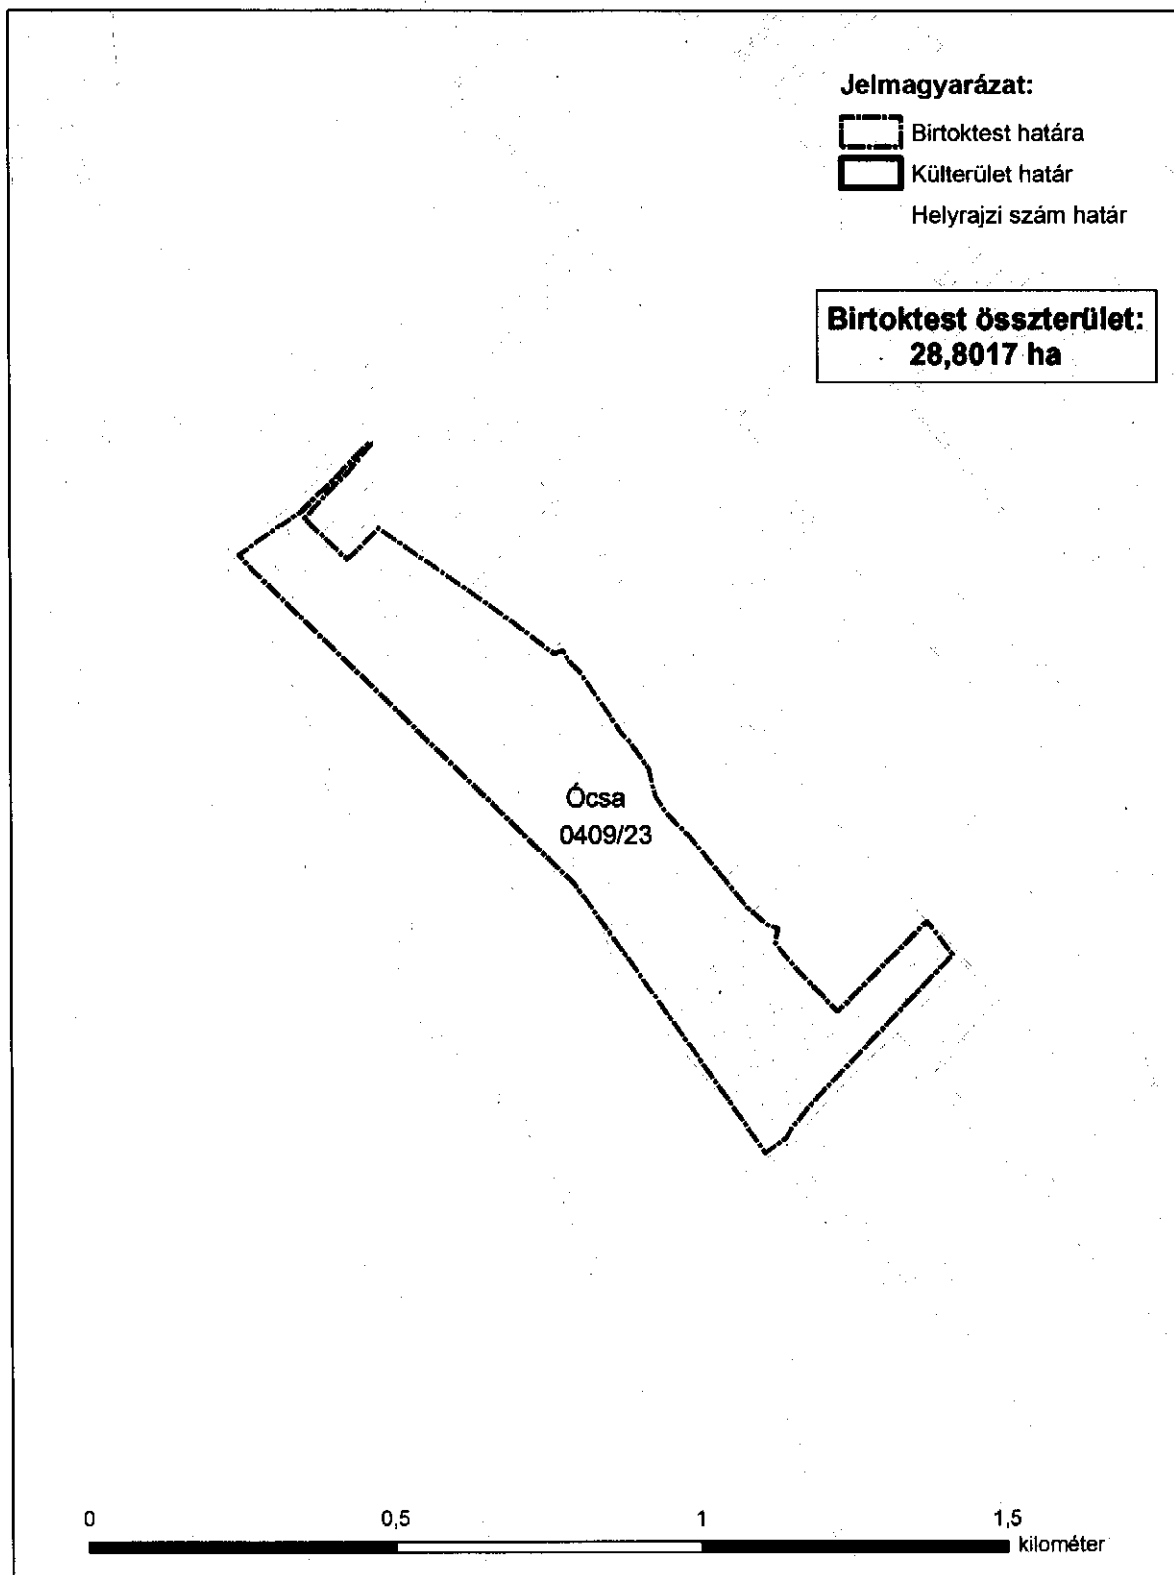 Jelmagyarázat:
Birtoktest határa
Külterület határ
Helyrajzi szám határ
Birtoktest összterület:
28,8017 ha
Ócsa
0409/23
0 0,5 1 1,5
kilométer